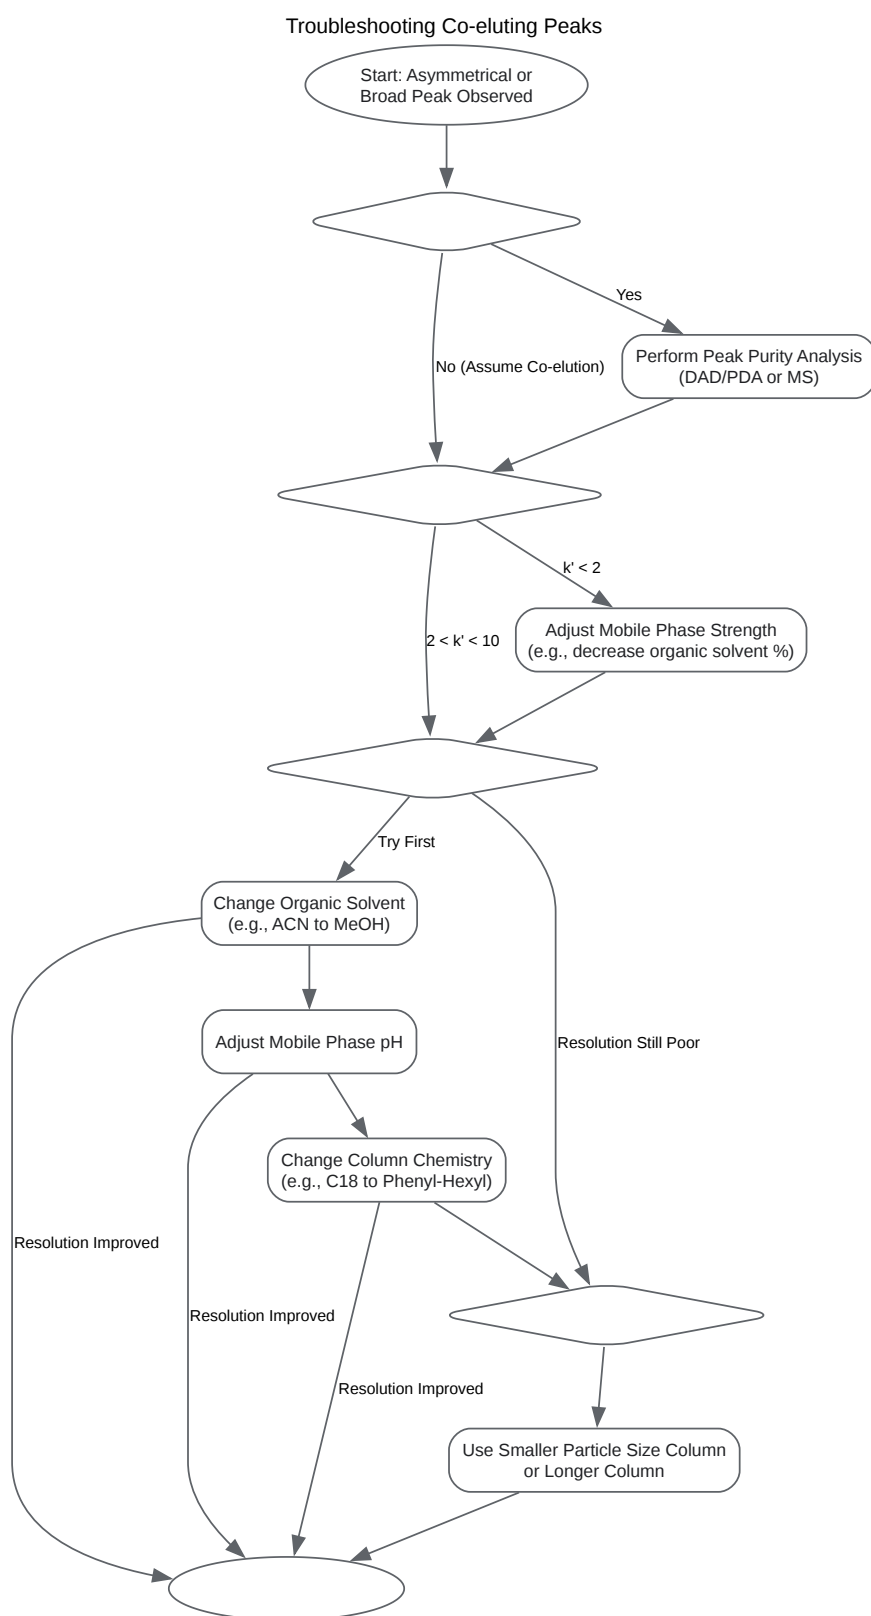 Troubleshooting Co-eluting Peaks
Start: Asymmetrical or
Broad Peak Observed
Yes
Perform Peak Purity Analysis
(DAD/PDA or MS)
No (Assume Co-elution)
k' < 2
Adjust Mobile Phase Strength
(e.g., decrease organic solvent %)
2 < k' < 10
Try First
Change Organic Solvent
(e.g., ACN to MeOH)
Adjust Mobile Phase pH
Resolution Still Poor
Change Column Chemistry
(e.g., C18 to Phenyl-Hexyl)
Resolution Improved
Resolution Improved
Resolution Improved
Use Smaller Particle Size Column
or Longer Column